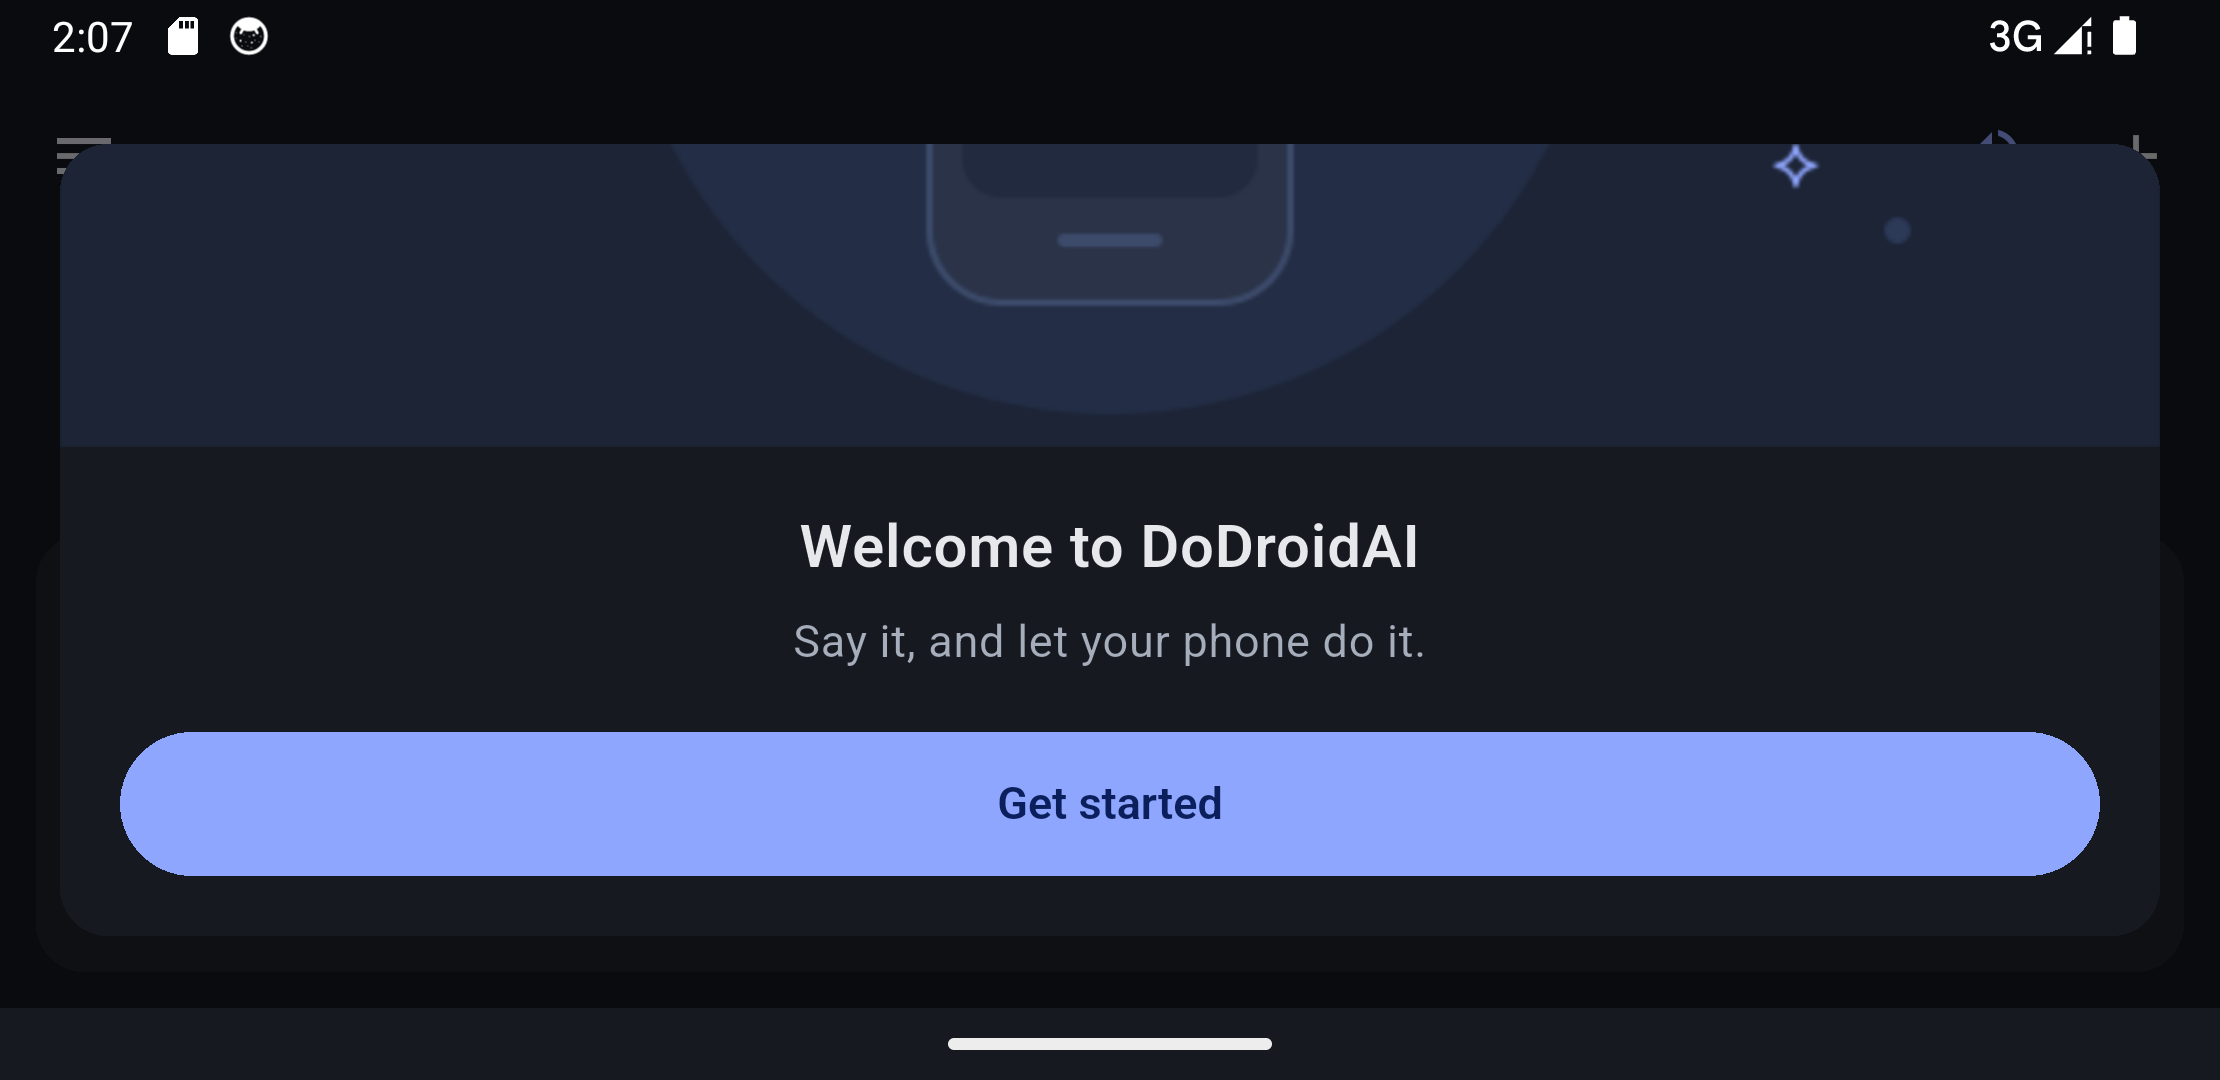 2:07
3G
Welcome to DoDroidAI
Say it, and let your phone do it.
Get started